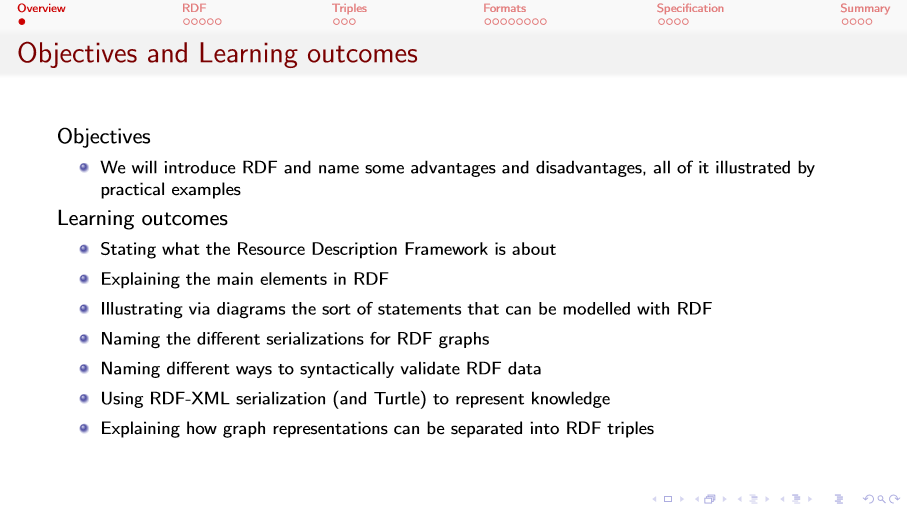 Overview RDF Triples Formats Specification Summary
Objectives and Learning outcomes
Objectives
We will introduce RDF and name some advantages and disadvantages, all of it illustrated by
practical examples
Learning outcomes
Stating what the Resource Description Framework is about
Explaining the main elements in RDF
Illustrating via diagrams the sort of statements that can be modelled with RDF
Naming the different serializations for RDF graphs
Naming different ways to syntactically validate RDF data
Using RDF-XML serialization (and Turtle) to represent knowledge
Explaining how graph representations can be separated into RDF triples